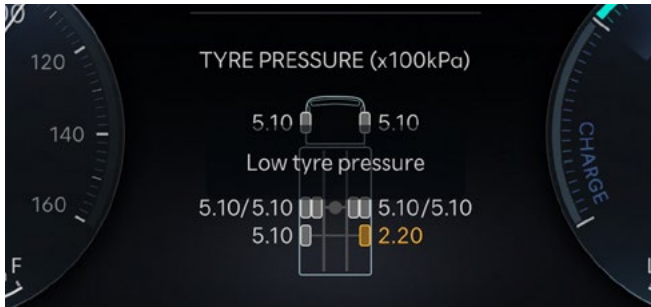 00
120
TYRE PRESSURE (x100kPa)
5.10 5.10
140
Low tyre pressure
CHARGE
160
5.10/5.10 5.10/5.10
5.10 2.20
F
L